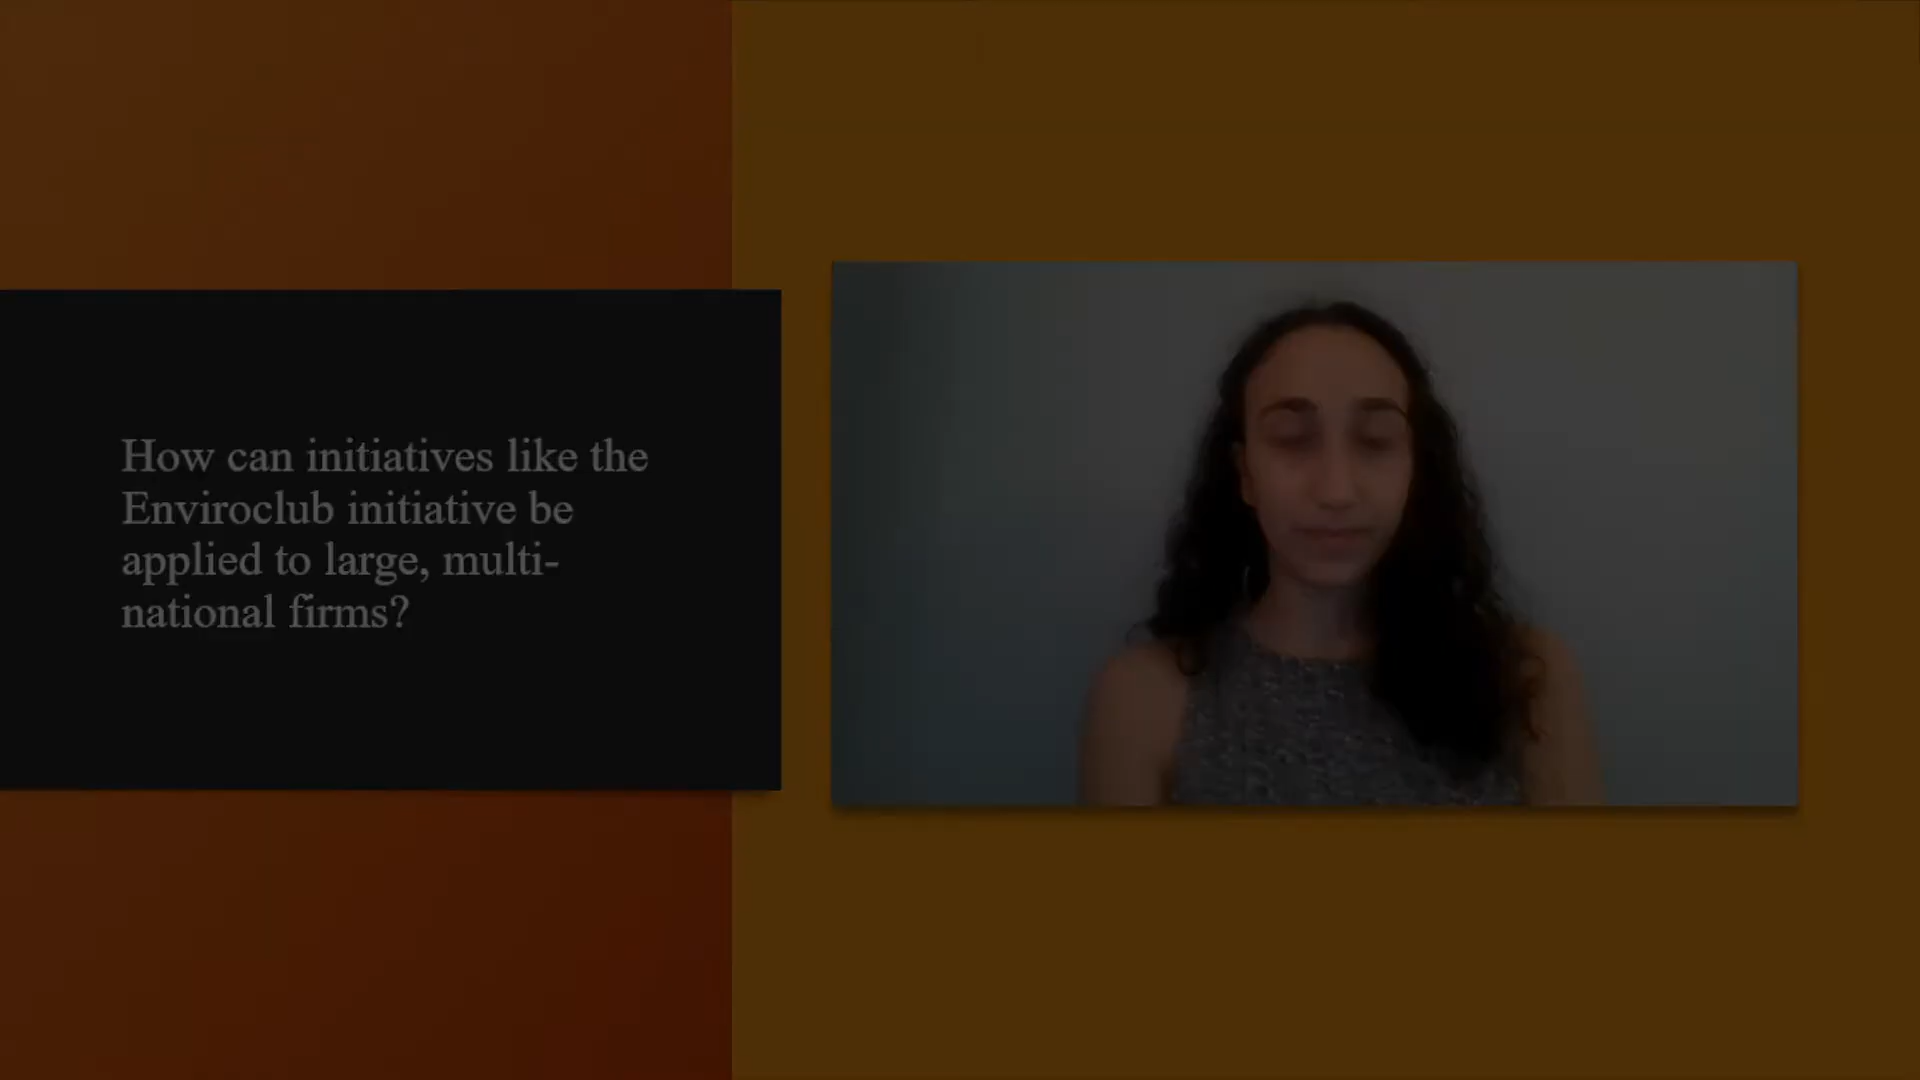 How can initiatives like the
Enviroclub initiative be
applied to large, multi-
national firms?